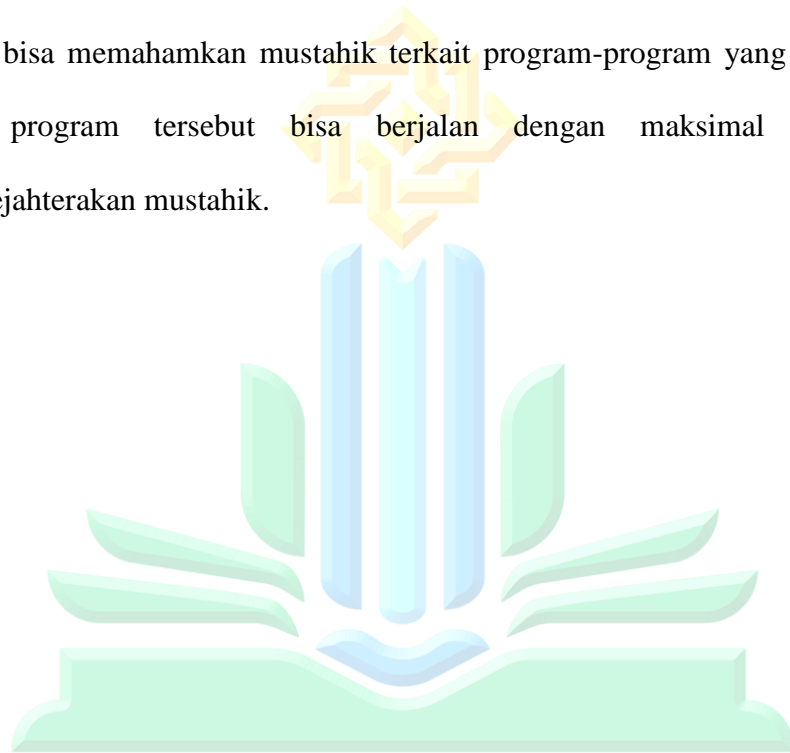 bisa memahamkan mustahik terkait program-program yang
program tersebut bisa berjalan dengan maksimal
ejahterakan mustahik.